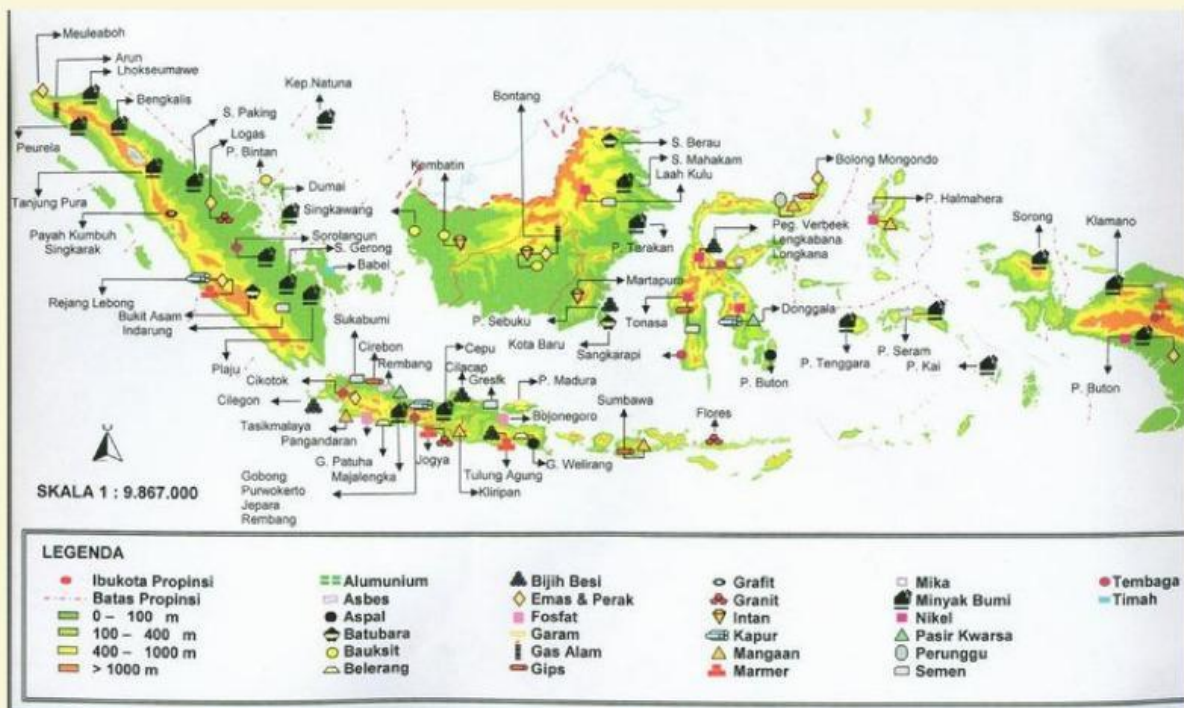 Meuleaboh
Arun
Lhokseumawe
Bengkalis
Kep.Natuna
S. Paking
Logas
P. Bintan
Peurela
Tanjung Pura
Payah Kumbuh
Singkarak
Dumai
Singkawang
Sorolangun
S. Gerong
Babel
Rejang Lebong
Bukit Asam
Indarung
Plaju
Kembatin
Bontang
S. Berau
S. Mahakam
Laah Kulu
P. Tarakan
Martapura
P. Sebuku
Kota Baru
Bolong Mongondo
P. Halmahera
Peg. Verbeek
Lengkabana
Longkana
Sorong
Klamano
Tonasa
Donggala
Sangkarapi
P. Buton
P. Tenggara
P. Seram
P. Kai
P. Buton
Sukabumi
Cirebon
Rembang
Cepu
Cilacap
Gresik
P. Madura
Cikotok
Cilegon
Tasikmalaya
Pangandaran
G. Patuha
Majalengka
Jogya
Kliripan
Tulung Agung
Bojonegoro
G. Welirang
Sumbawa
Flores
Gobong
Purwokerto
Jepara
Rembang
SKALA 1 : 9.867.000
LEGENDA
Ibukota Propinsi
Batas Propinsi
0 – 100 m
100 – 400 m
400 – 1000 m
> 1000 m
Alumunium
Asbes
Aspal
Batubara
Bauksit
Belerang
Bijih Besi
Emas & Perak
Fosfat
Garam
Gas Alam
Gips
Grafit
Granit
Intan
Kapur
Mangaan
Marmer
Mika
Minyak Bumi
Nikel
Pasir Kwarsa
Perunggu
Semen
Tembaga
Timah